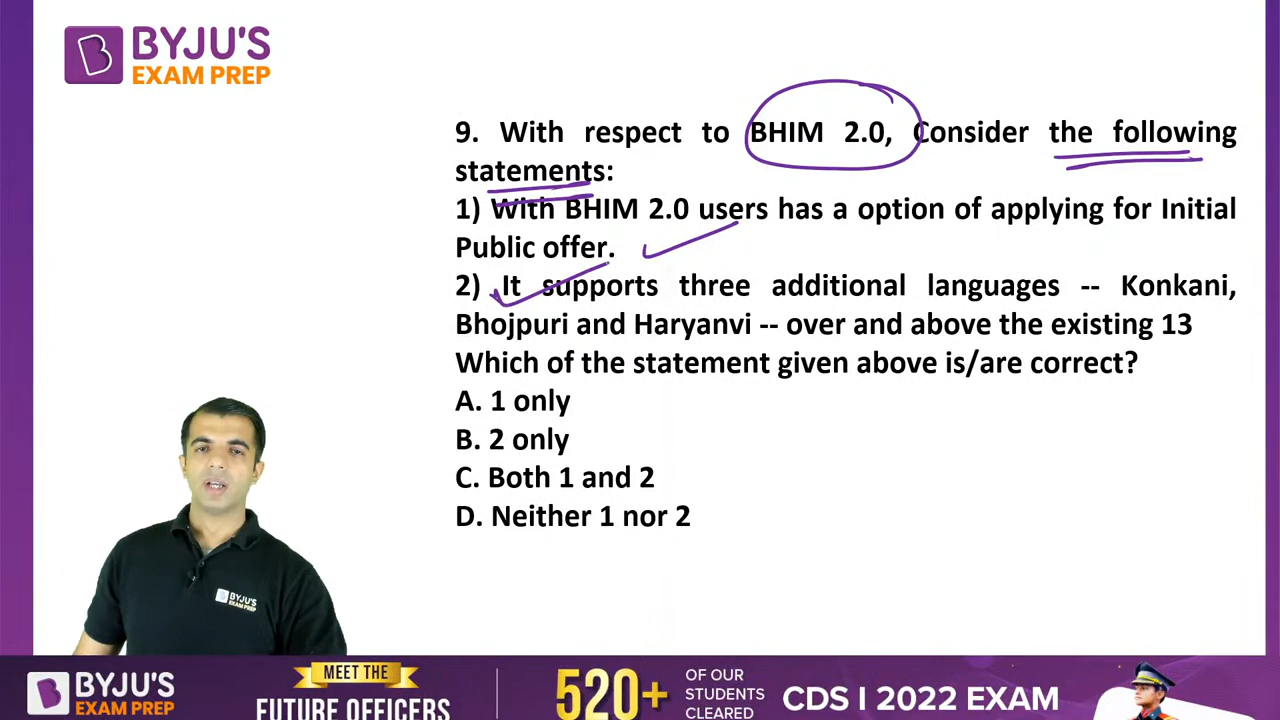 BYJU'S
EXAM PREP
9. With respect to BHIM 2.0, Consider the following
statements:
1) With BHIM 2.0 users has a option of applying for Initial
Public offer.
2) It supports three additional languages -- Konkani,
Bhojpuri and Haryanvi -- over and above the existing 13
Which of the statement given above is/are correct?
A. 1 only
B. 2 only
C. Both 1 and 2
D. Neither 1 nor 2
BYJU'S
EXAM PREP
BYJU'S
EXAM PREP
MEET THE
FUTURE OFFICERS
520+
OF OUR
STUDENTS
CLEARED
CDS I 2022 EXAM